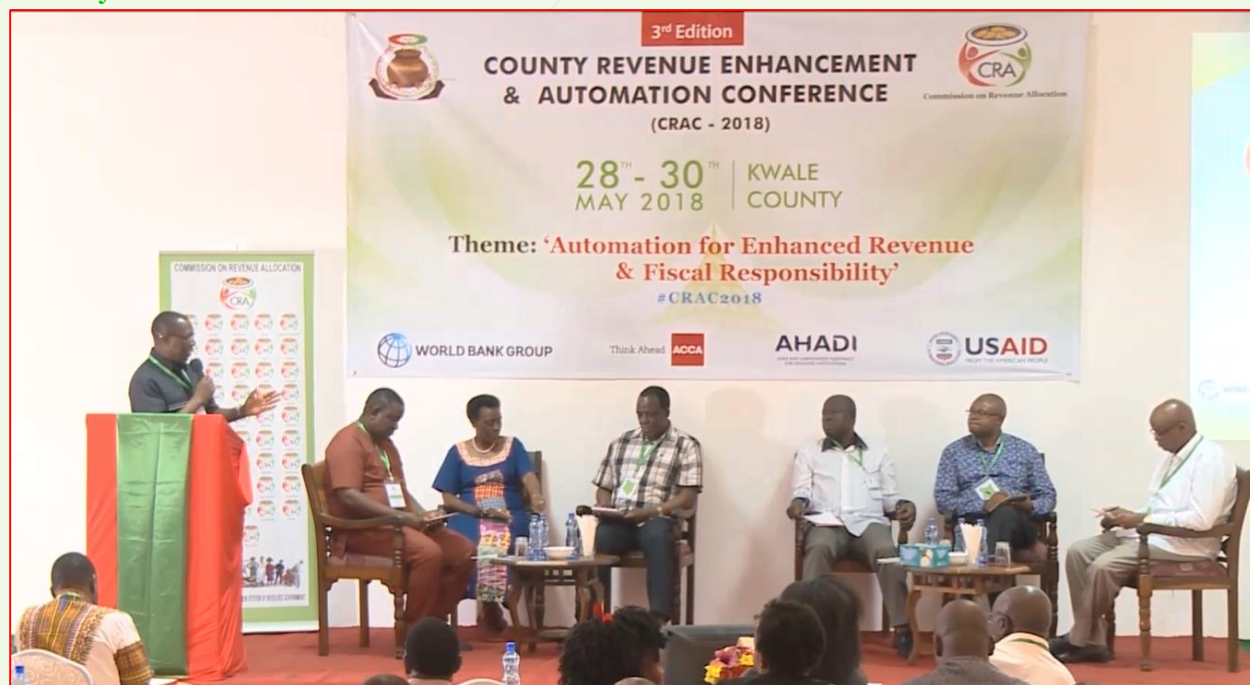 3rd Edition
COUNTY REVENUE ENHANCEMENT
& AUTOMATION CONFERENCE
(CRAC - 2018)
CRA
Commission on Revenue Allocation
28TH - 30TH
MAY 2018
KWALE
COUNTY
Theme: ‘Automation for Enhanced Revenue
& Fiscal Responsibility’
#CRAC2018
WORLD BANK GROUP
Think Ahead ACCA
AHADI
USAID
FROM THE AMERICAN PEOPLE
COMMISSION ON REVENUE ALLOCATION
CRA